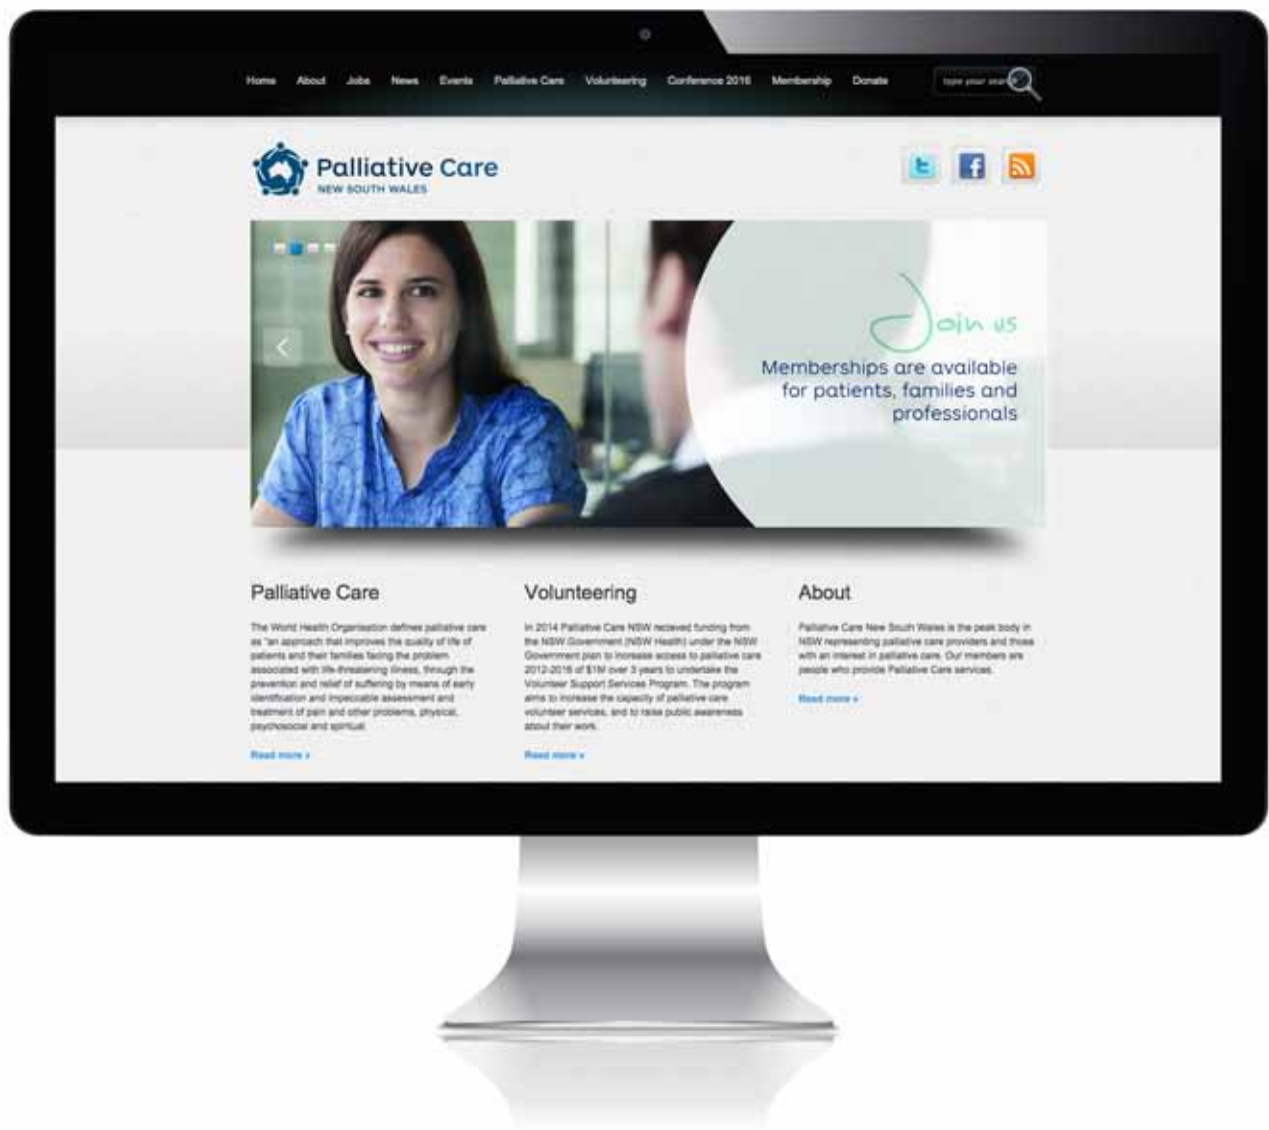 Home About Jobs News Events Palliative Care Volunteering Conference 2016 Membership Donate type your search
Palliative Care
NEW SOUTH WALES
Join us
Memberships are available
for patients, families and
professionals
Palliative Care
The World Health Organisation defines palliative care
as "an approach that improves the quality of life of
patients and their families facing the problem
associated with life-threatening illness, through the
prevention and relief of suffering by means of early
identification and impeccable assessment and
treatment of pain and other problems, physical,
psychosocial and spiritual.
Read more »
Volunteering
In 2014 Palliative Care NSW recieved funding from
the NSW Government (NSW Health) under the NSW
Government plan to increase access to palliative care
2012-2016 of $1M over 3 years to undertake the
Volunteer Support Services Program. The program
aims to increase the capacity of palliative care
volunteer services, and to raise public awareness
about their work.
Read more »
About
Palliative Care New South Wales is the peak body in
NSW representing palliative care providers and those
with an interest in palliative care. Our members are
people who provide Palliative Care services.
Read more »